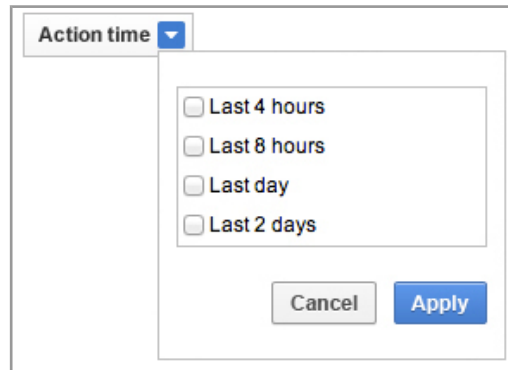 Action time
Last 4 hours
Last 8 hours
Last day
Last 2 days
Cancel Apply